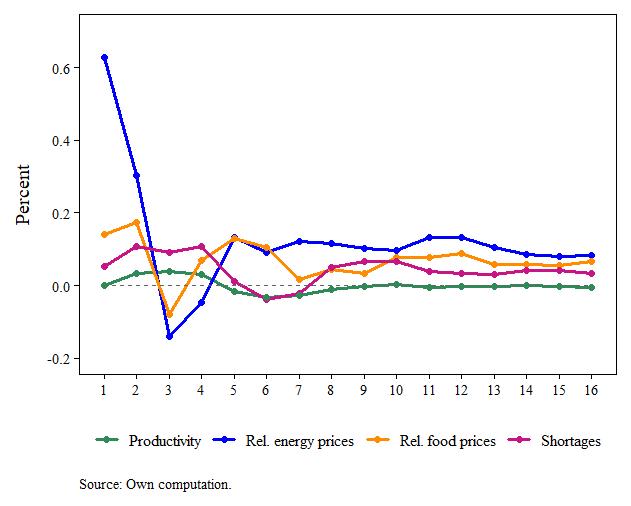 Percent
0.6
0.4
0.2
0.0
-0.2
1 2 3 4 5 6 7 8 9 10 11 12 13 14 15 16
Productivity Rel. energy prices Rel. food prices Shortages
Source: Own computation.